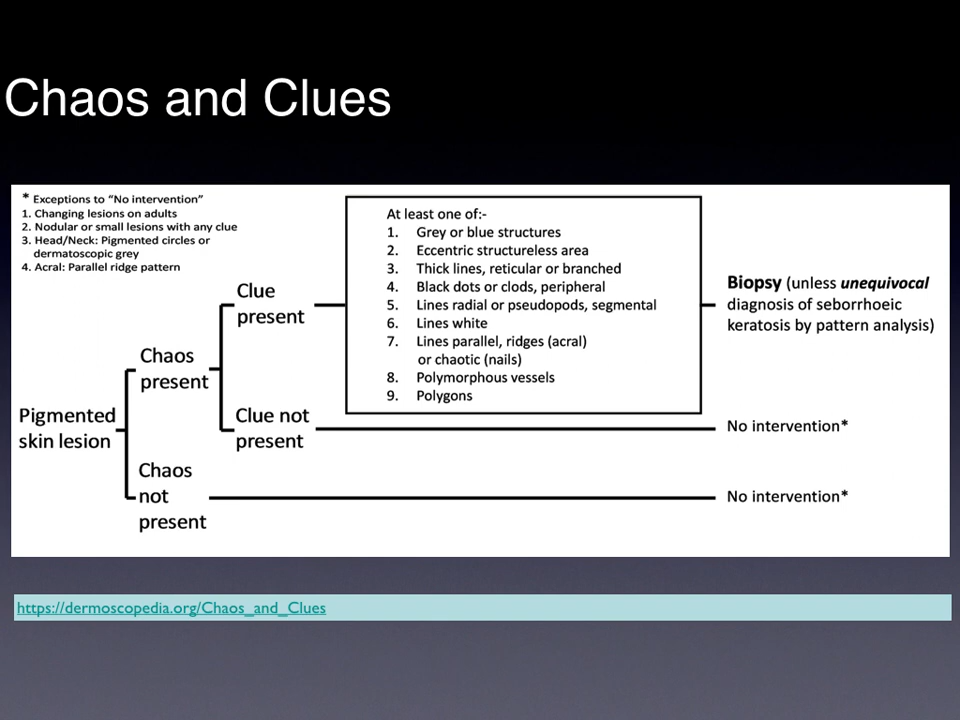 Chaos and Clues
* Exceptions to "No intervention"
1. Changing lesions on adults
2. Nodular or small lesions with any clue
3. Head/Neck: Pigmented circles or
dermatoscopic grey
4. Acral: Parallel ridge pattern
Pigmented
skin lesion
Chaos
present
Chaos
not
present
Clue
present
Clue not
present
At least one of:-
1. Grey or blue structures
2. Eccentric structureless area
3. Thick lines, reticular or branched
4. Black dots or clods, peripheral
5. Lines radial or pseudopods, segmental
6. Lines white
7. Lines parallel, ridges (acral)
or chaotic (nails)
8. Polymorphous vessels
9. Polygons
Biopsy (unless unequivocal
diagnosis of seborrhoeic
keratosis by pattern analysis)
No intervention*
No intervention*
https://dermoscopedia.org/Chaos_and_Clues